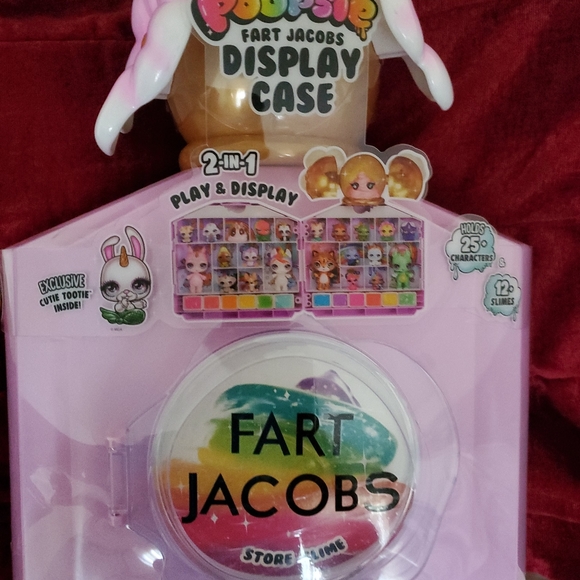 POOPSIE
FART JACOBS
DISPLAY
CASE
2-IN-1
PLAY & DISPLAY
HOLDS
25+
CHARACTERS
&
12+
SLIMES
EXCLUSIVE
CUTIE TOOTIE
INSIDE!
FART
JACOBS
STORE SLIME